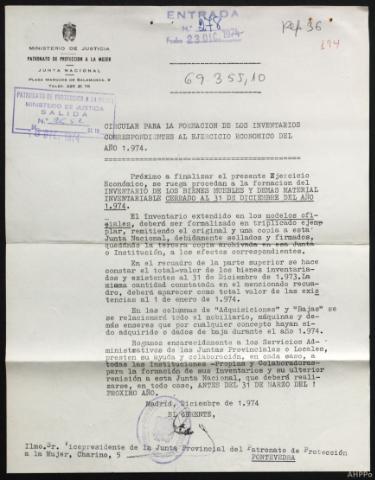 ENTRADA
N.º 278
Fecha 23 DIC. 1974
194
MINISTERIO DE JUSTICIA
PATRONATO DE PROTECCION A LA MUJER
JUNTA NACIONAL
PLAZA MARQUES DE SALAMANCA, 8
69 355,10
PATRONATO DE PROTECCION A LA MUJER
MINISTERIO DE JUSTICIA
SALIDA
CIRCULAR PARA LA FORMACION DE LOS INVENTARIOS
CORRESPONDIENTES AL EJERCICIO ECONOMICO DEL
AÑO 1.974.
Próximo a finalizar el presente Ejercicio
Económico, se ruega procedan a la formacion del
INVENTARIO DE LOS BIENES MUEBLES Y DEMAS MATERIAL
INVENTARIABLE CERRADO AL 31 DE DICIEMBRE DEL AÑO
1.974.
El Inventario extendido en los modelos ofi-
ciales, deberá ser formalizado en triplicado ejem-
plar, remitiendo el original y una copia a esta
Junta Nacional, debidamente sellados y firmados,
quedando la tercera copia archivada en esa Junta
o Institución, a los efectos correspondientes.
En el recuadro de la parte superior se hace
constar el total-valor de los bienes inventaria-
dos y existentes al 31 de Diciembre de 1.973.La mis
ma cantidad constatada en el mencionado recua-
dro, deberá aparecer como total valor de las exis
tencias al 1 de enero de 1.974.
En las columnas de "Adquisiciones" y "Bajas" se
se relacionará todo el mobiliario, máquinas y de-
más enseres que por cualquier concepto hayan si-
do adquirido o dados de baja durante el año 1.974.
Rogamos encarecidamente a los Servicios Ad-
ministrativos de las Juntas Provinciales o Locales,
presten su ayuda y colaboración, en cada caso, a
todas las Instituciones -Propias y Colaboradoras-
para la formación de sus Inventarios y su ulterior
remisión a esta Junta Nacional, que deberá reali-
zarse, en todo caso, ANTES DEL 31 DE MARZO DEL
PROXIMO AÑO.
Madrid, Diciembre de 1.974
EL GERENTE,
Ilmo.Sr. Vicepresidente de la Junta Provincial del Patronato de Protección
a la Mujer, Charino, 5
PONTEVEDRA
AHPPo